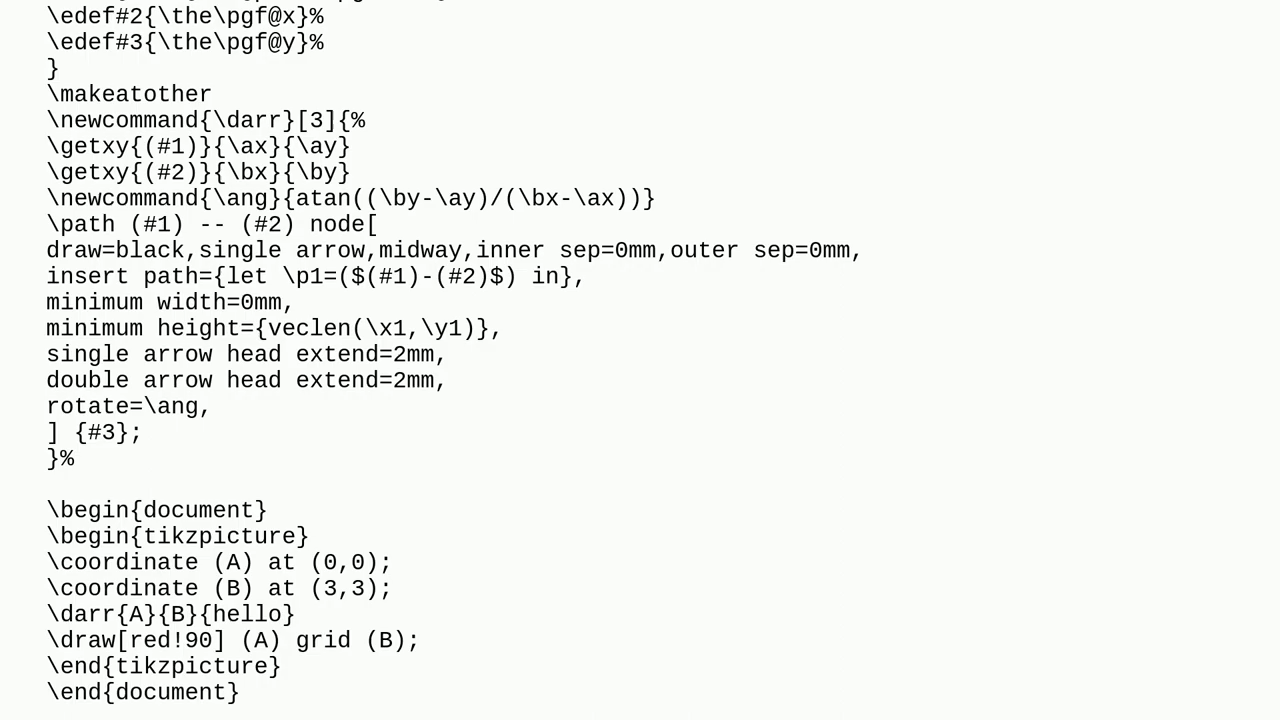 \edef#2{\the\pgf@x}%
\edef#3{\the\pgf@y}%
}
\makeatother
\newcommand{\darr}[3]{%
\getxy{(#1)}{\ax}{\ay}
\getxy{(#2)}{\bx}{\by}
\newcommand{\ang}{atan((\by-\ay)/(\bx-\ax))}
\path (#1) -- (#2) node[
draw=black,single arrow,midway,inner sep=0mm,outer sep=0mm,
insert path={let \p1=($(#1)-(#2)$) in},
minimum width=0mm,
minimum height={veclen(\x1,\y1)},
single arrow head extend=2mm,
double arrow head extend=2mm,
rotate=\ang,
] {#3};
}%

\begin{document}
\begin{tikzpicture}
\coordinate (A) at (0,0);
\coordinate (B) at (3,3);
\darr{A}{B}{hello}
\draw[red!90] (A) grid (B);
\end{tikzpicture}
\end{document}